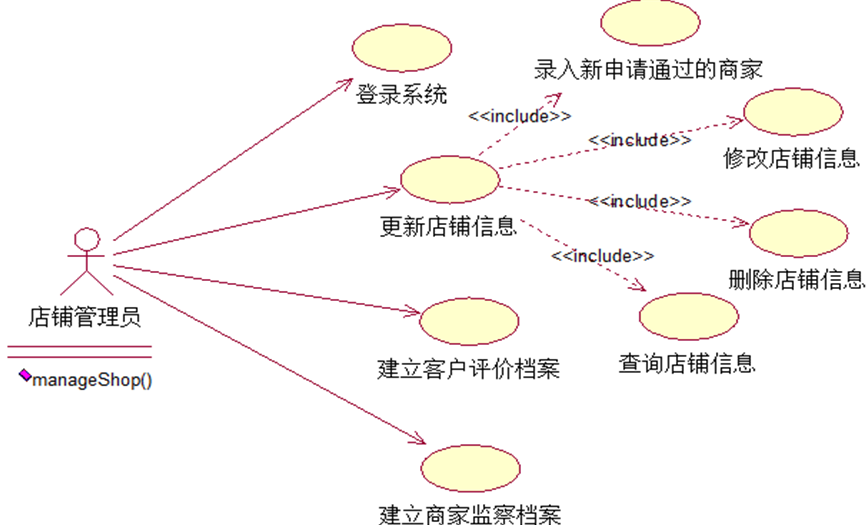 登录系统
录入新申请通过的商家
<<include>>
<<include>>
修改店铺信息
更新店铺信息
<<include>>
<<include>>
删除店铺信息
店铺管理员
manageShop()
建立客户评价档案
查询店铺信息
建立商家监察档案